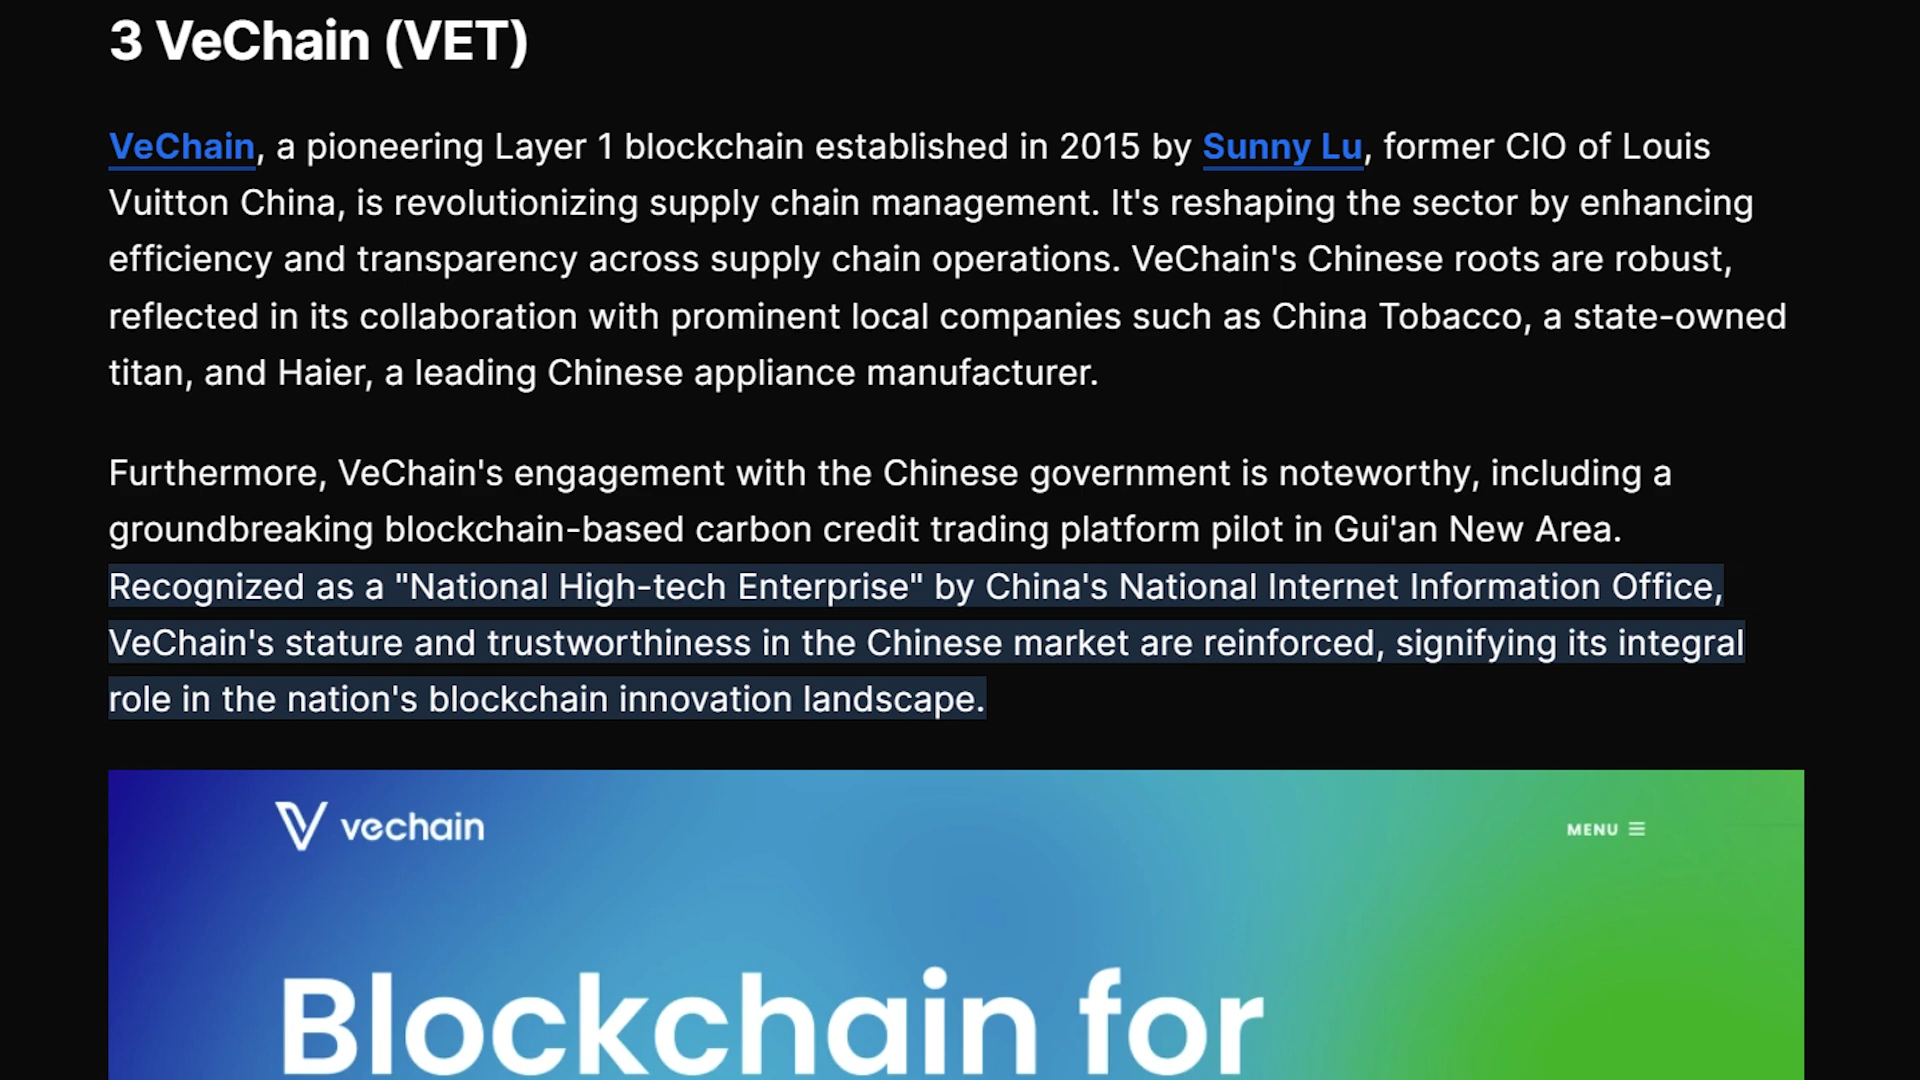 3 VeChain (VET)
VeChain, a pioneering Layer 1 blockchain established in 2015 by Sunny Lu, former CIO of Louis
Vuitton China, is revolutionizing supply chain management. It's reshaping the sector by enhancing
efficiency and transparency across supply chain operations. VeChain's Chinese roots are robust,
reflected in its collaboration with prominent local companies such as China Tobacco, a state-owned
titan, and Haier, a leading Chinese appliance manufacturer.
Furthermore, VeChain's engagement with the Chinese government is noteworthy, including a
groundbreaking blockchain-based carbon credit trading platform pilot in Gui'an New Area.
Recognized as a "National High-tech Enterprise" by China's National Internet Information Office,
VeChain's stature and trustworthiness in the Chinese market are reinforced, signifying its integral
role in the nation's blockchain innovation landscape.
vechain
MENU
Blockchain for